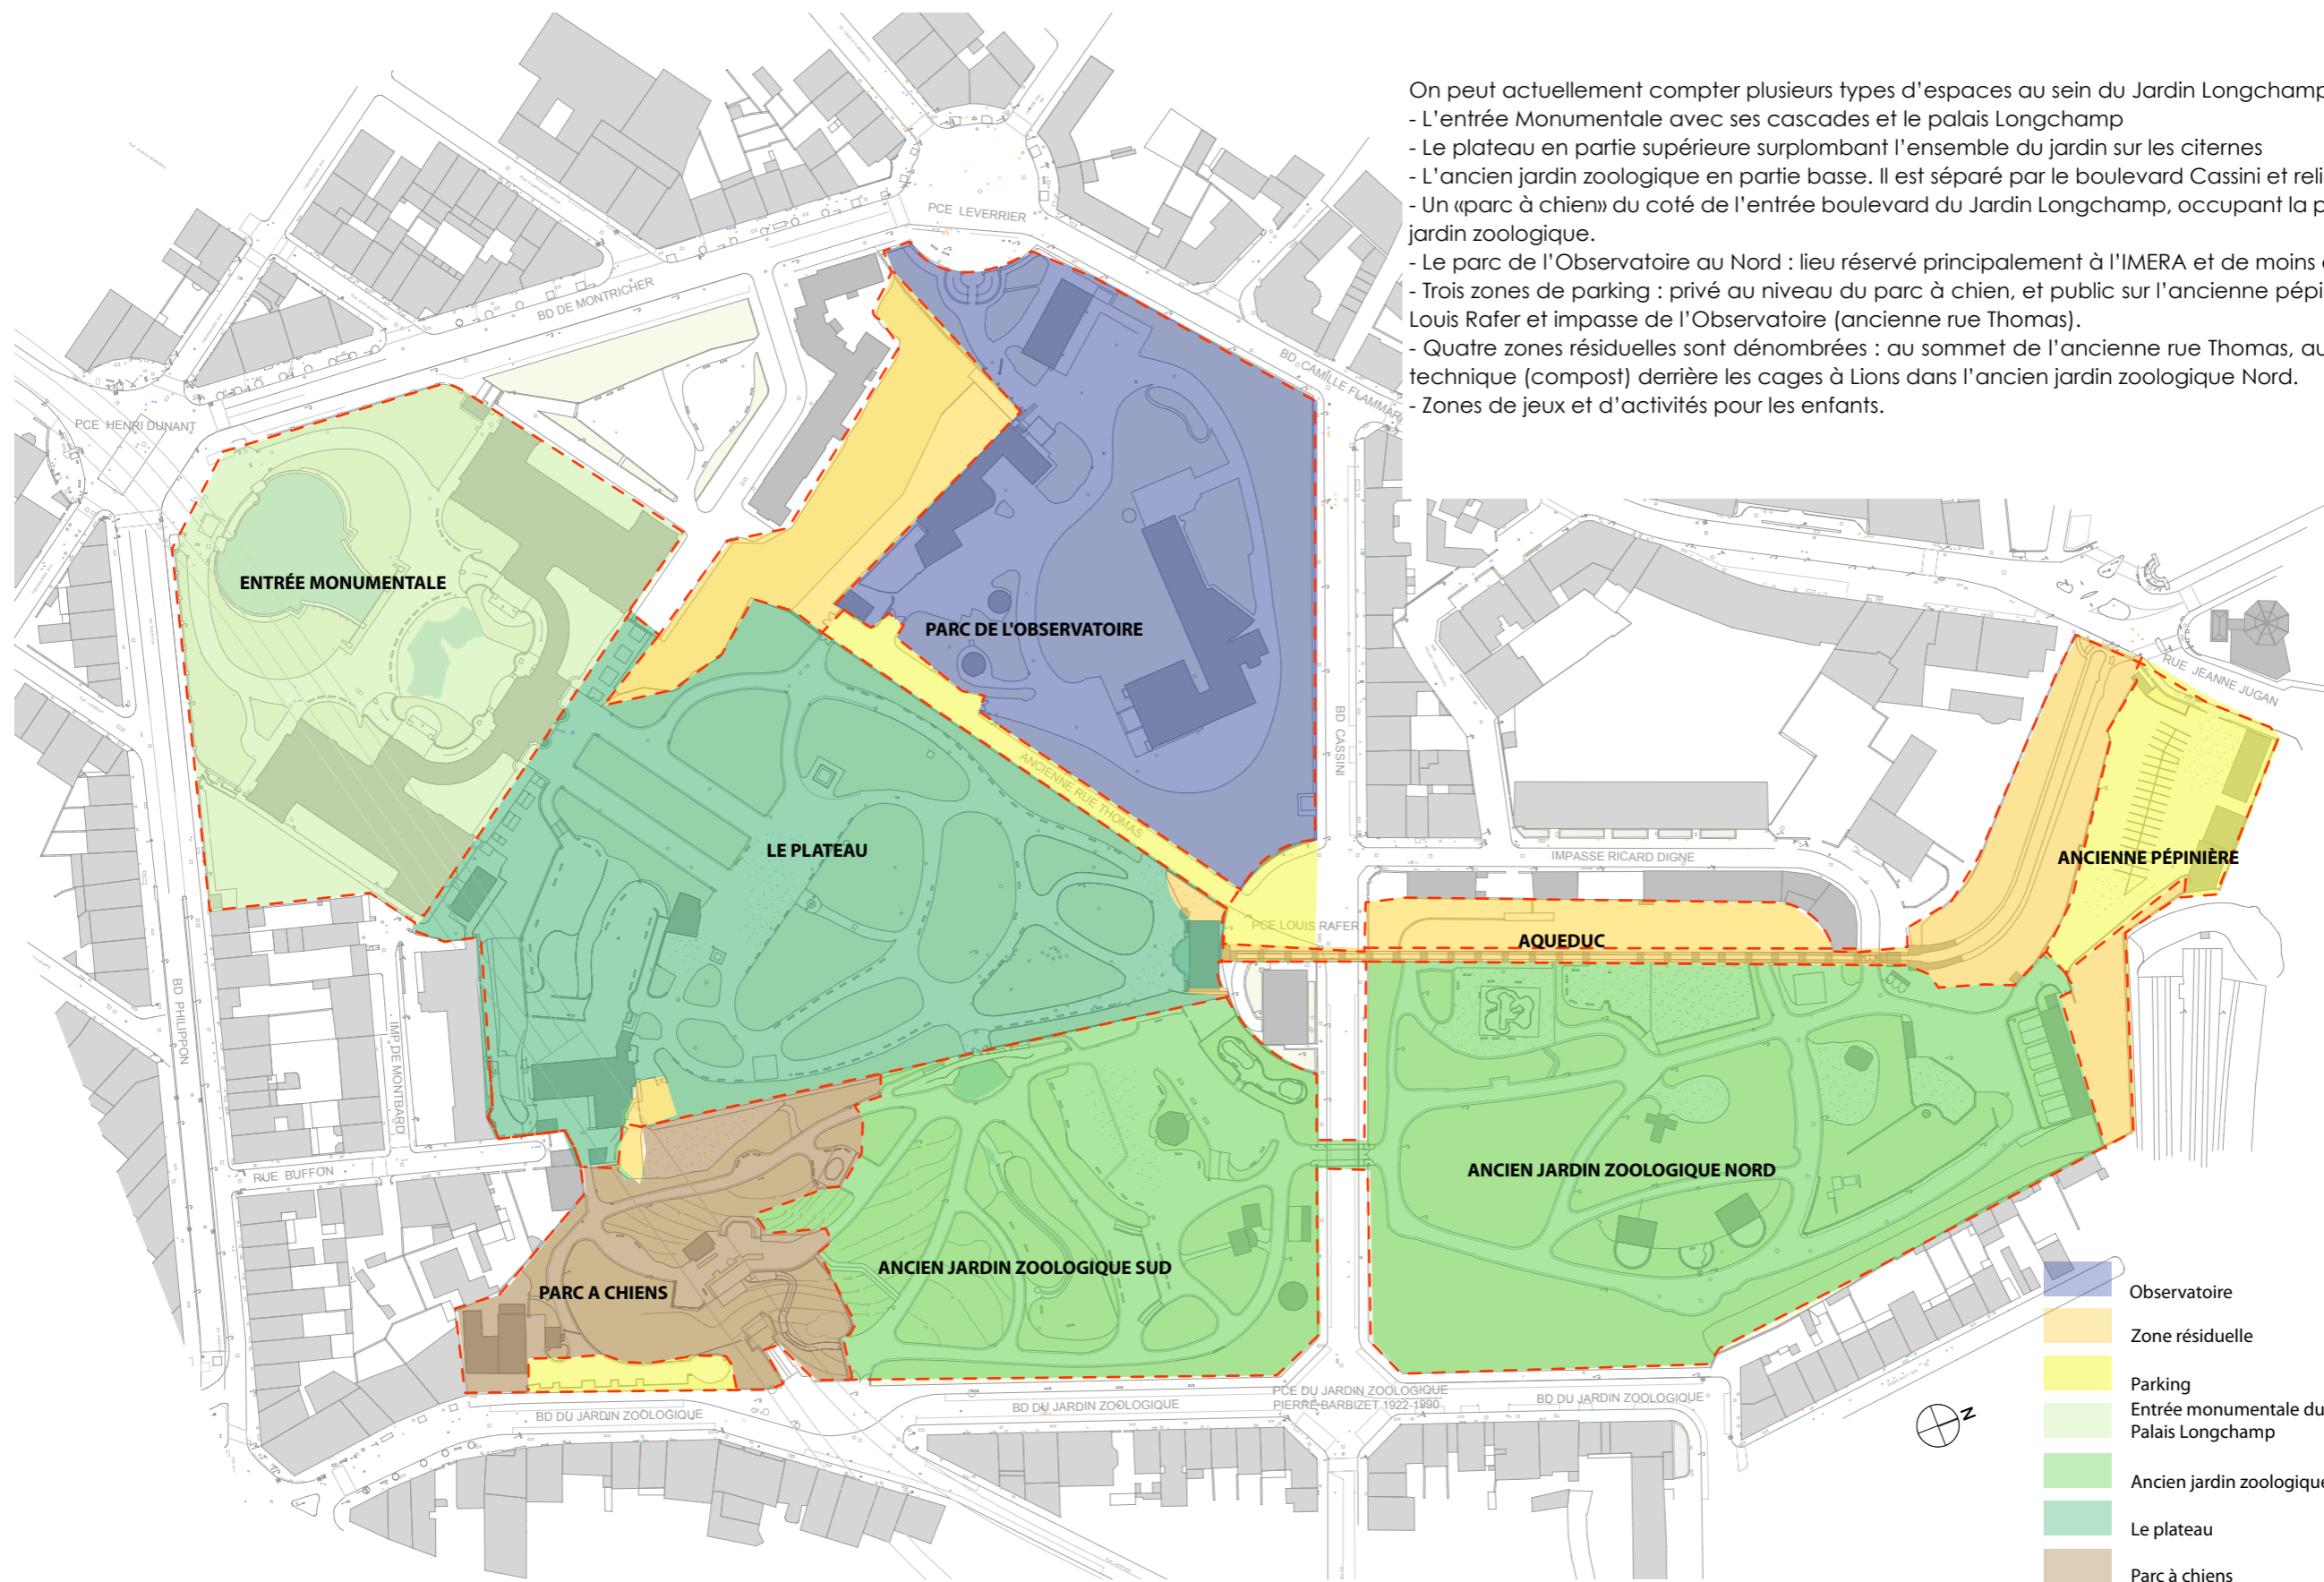 On peut actuellement compter plusieurs types d'espaces au sein du Jardin Longchamp
- L'entrée Monumentale avec ses cascades et le palais Longchamp
- Le plateau en partie supérieure surplombant l'ensemble du jardin sur les citernes
- L'ancien jardin zoologique en partie basse. Il est séparé par le boulevard Cassini et reli
- Un «parc à chien» du coté de l'entrée boulevard du Jardin Longchamp, occupant la p
jardin zoologique.
- Le parc de l'Observatoire au Nord : lieu réservé principalement à l'IMERA et de moins
- Trois zones de parking : privé au niveau du parc à chien, et public sur l'ancienne pépi
Louis Rafer et impasse de l'Observatoire (ancienne rue Thomas).
- Quatre zones résiduelles sont dénombrées : au sommet de l'ancienne rue Thomas, au
technique (compost) derrière les cages à Lions dans l'ancien jardin zoologique Nord.
- Zones de jeux et d'activités pour les enfants.
PCE LEVERRIER
BD DE MONTRICHER
BD CAMILLE FLAMMAR
PCE HENRI DUNANT
ENTRÉE MONUMENTALE
PARC DE L'OBSERVATOIRE
RUE JEANNE JUGAN
BD CASSINI
ANCIENNE RUE THOMAS
LE PLATEAU
IMPASSE RICARD DIGNE
ANCIENNE PÉPINIÈRE
PCE LOUIS RAFER
AQUEDUC
BD PHILIPPON
IMP DE MONTBARD
RUE BUFFON
ANCIEN JARDIN ZOOLOGIQUE NORD
ANCIEN JARDIN ZOOLOGIQUE SUD
PARC A CHIENS
BD DU JARDIN ZOOLOGIQUE
BD DU JARDIN ZOOLOGIQUE
PCE DU JARDIN ZOOLOGIQUE
PIERRE BARBIZET 1922-1990
BD DU JARDIN ZOOLOGIQUE
N
Observatoire
Zone résiduelle
Parking
Entrée monumentale du
Palais Longchamp
Ancien jardin zoologique
Le plateau
Parc à chiens